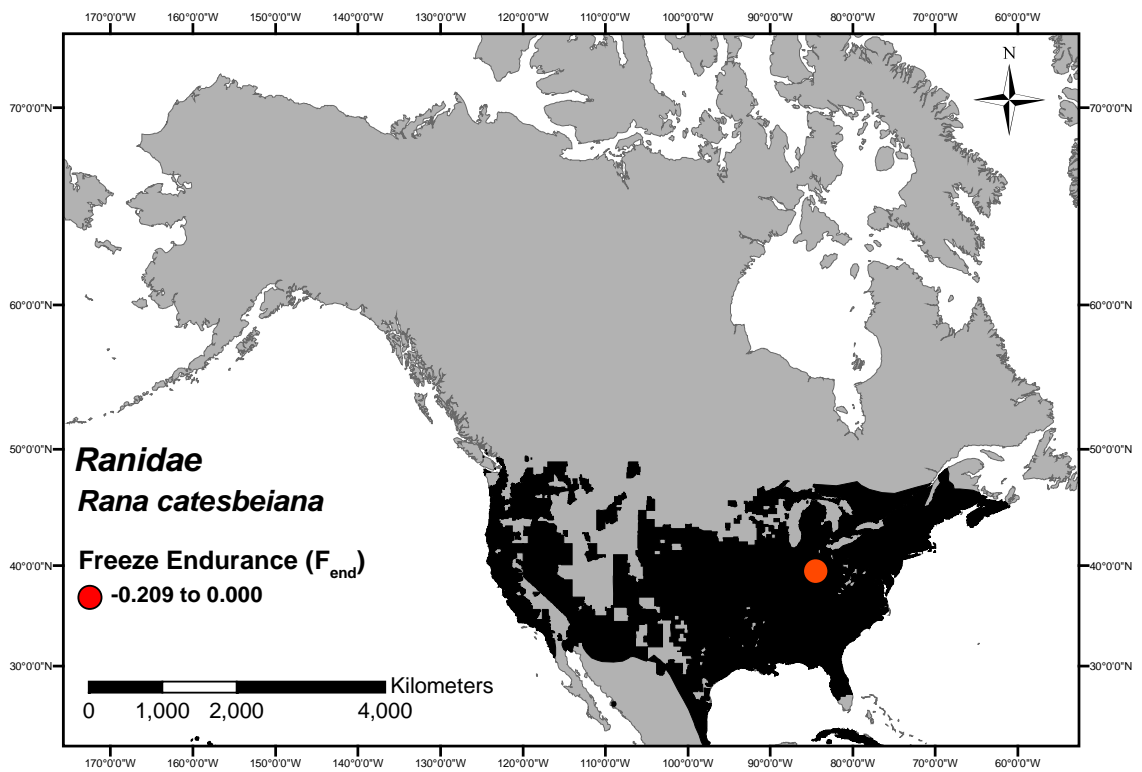 170°0'0"W 160°0'0"W 150°0'0"W 140°0'0"W 130°0'0"W 120°0'0"W 110°0'0"W 100°0'0"W 90°0'0"W 80°0'0"W 70°0'0"W 60°0'0"W
N
70°0'0"N 70°0'0"N
60°0'0"N 60°0'0"N
50°0'0"N 50°0'0"N
Ranidae
Rana catesbeiana
Freeze Endurance (Fend)
40°0'0"N 40°0'0"N
-0.209 to 0.000
30°0'0"N 30°0'0"N
Kilometers
0 1,000 2,000 4,000
170°0'0"W 160°0'0"W 150°0'0"W 140°0'0"W 130°0'0"W 120°0'0"W 110°0'0"W 100°0'0"W 90°0'0"W 80°0'0"W 70°0'0"W 60°0'0"W